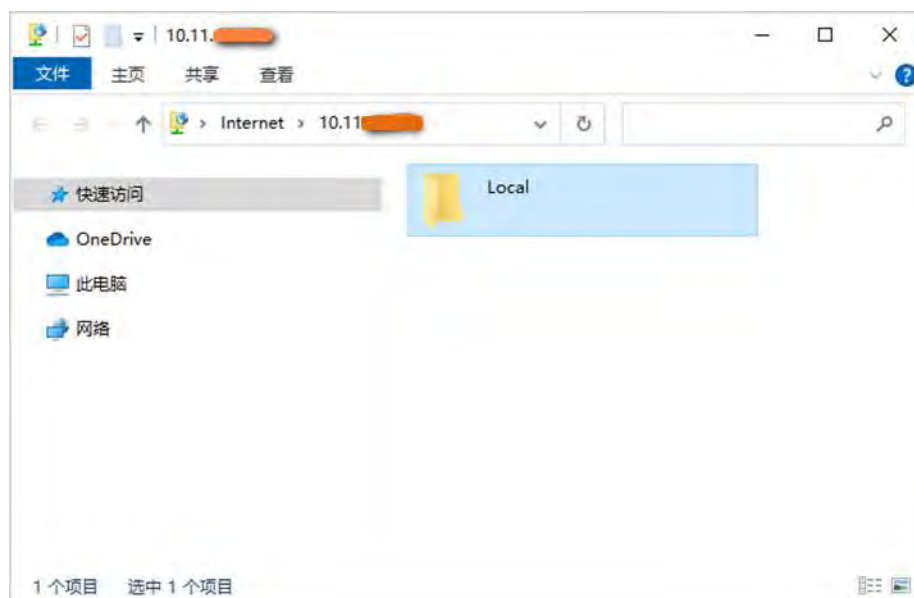 10.11.
文件 主页 共享 查看
Internet 10.11
快速访问
Local
OneDrive
此电脑
网络
1 个项目 选中 1 个项目